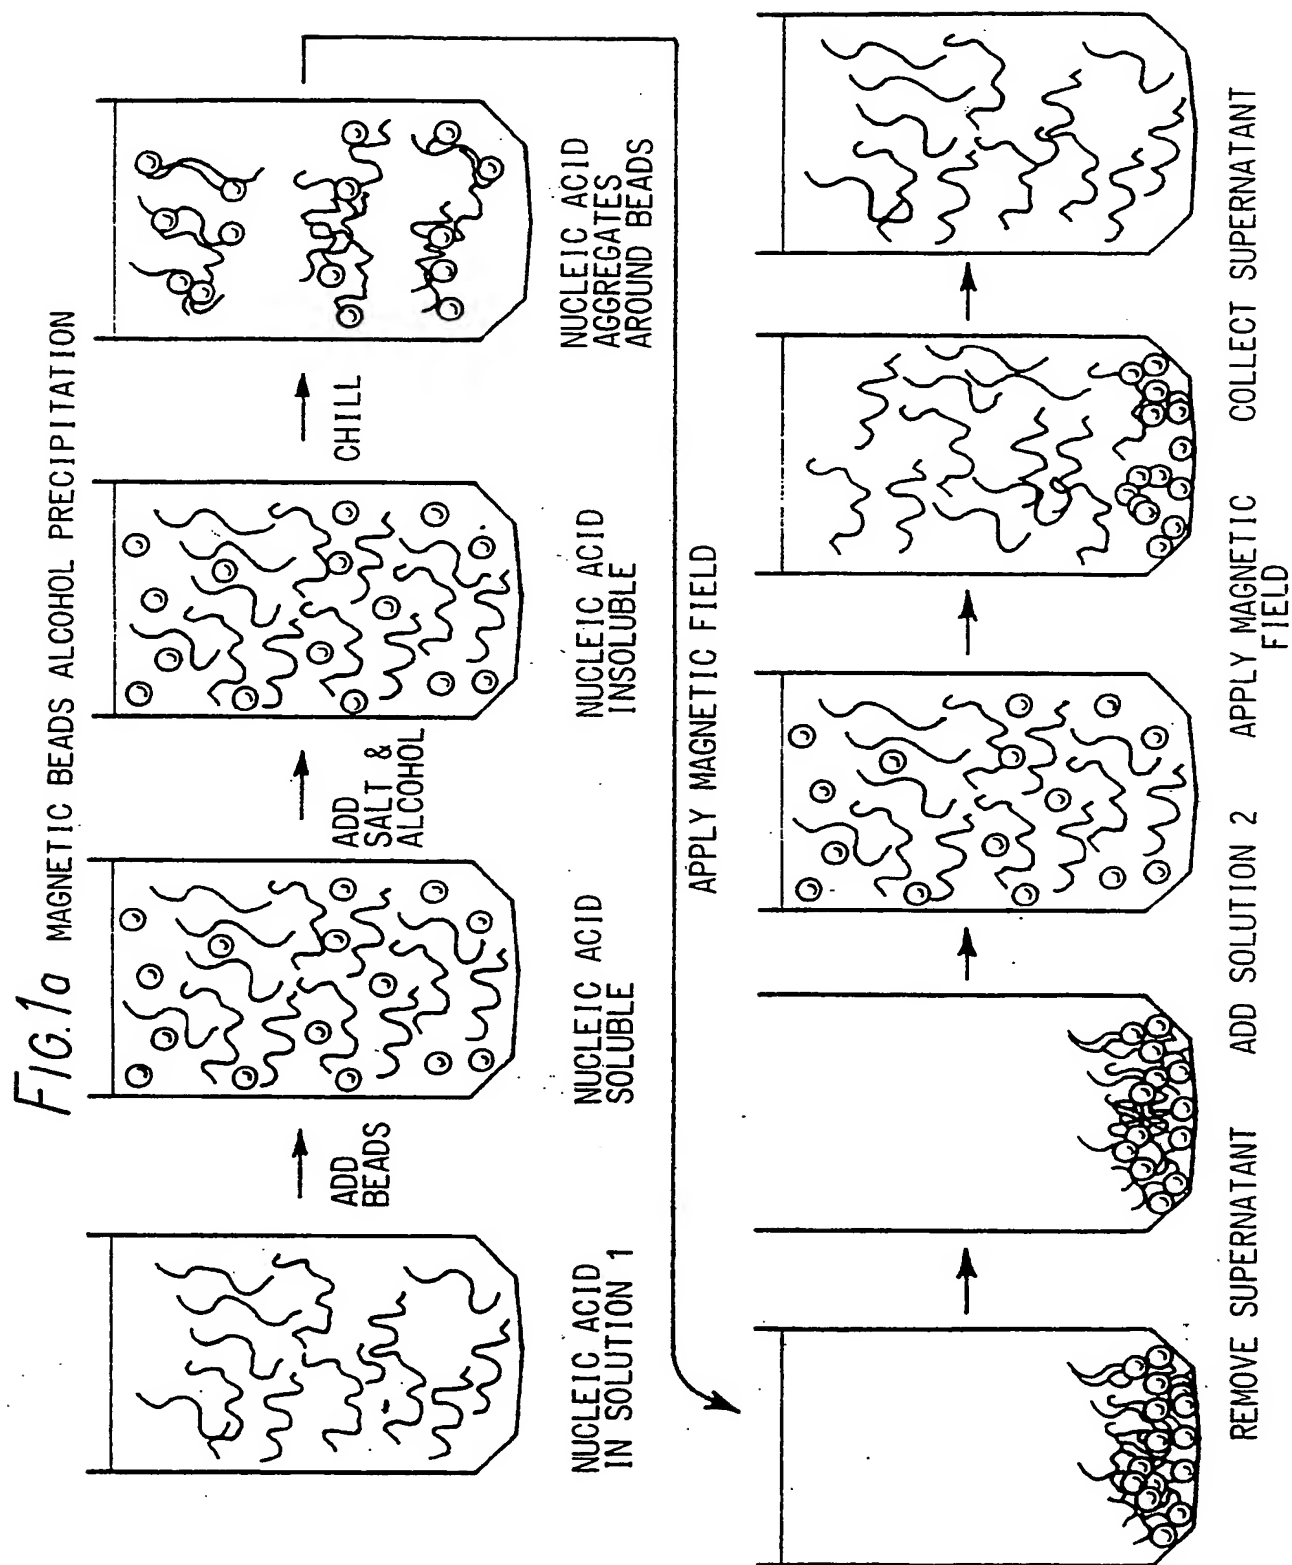 FIG.1a MAGNETIC BEADS ALCOHOL PRECIPITATION
ADD
BEADS
ADD
SALT &
ALCOHOL
CHILL
NUCLEIC ACID
IN SOLUTION 1
NUCLEIC ACID
SOLUBLE
NUCLEIC ACID
INSOLUBLE
NUCLEIC ACID
AGGREGATES
AROUND BEADS
APPLY MAGNETIC FIELD
REMOVE SUPERNATANT
ADD SOLUTION 2
APPLY MAGNETIC
FIELD
COLLECT SUPERNATANT